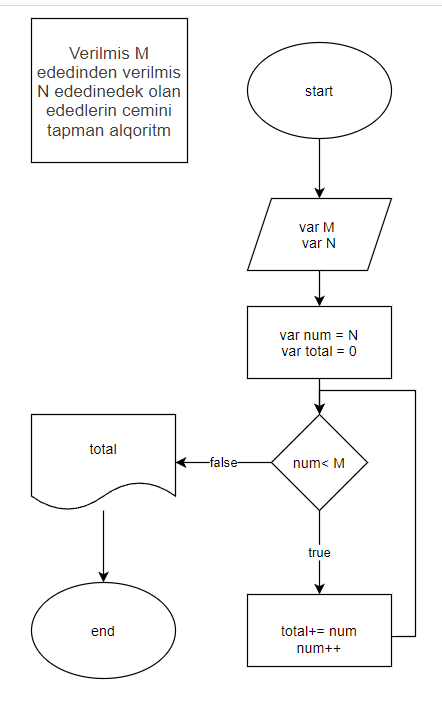 Verilmis M
ededinden verilmis
N ededinedek olan
ededlerin cemini
tapman alqoritm
start
var M
var N
var num = N
var total = 0
num< M
false
total
true
total+= num
num++
end